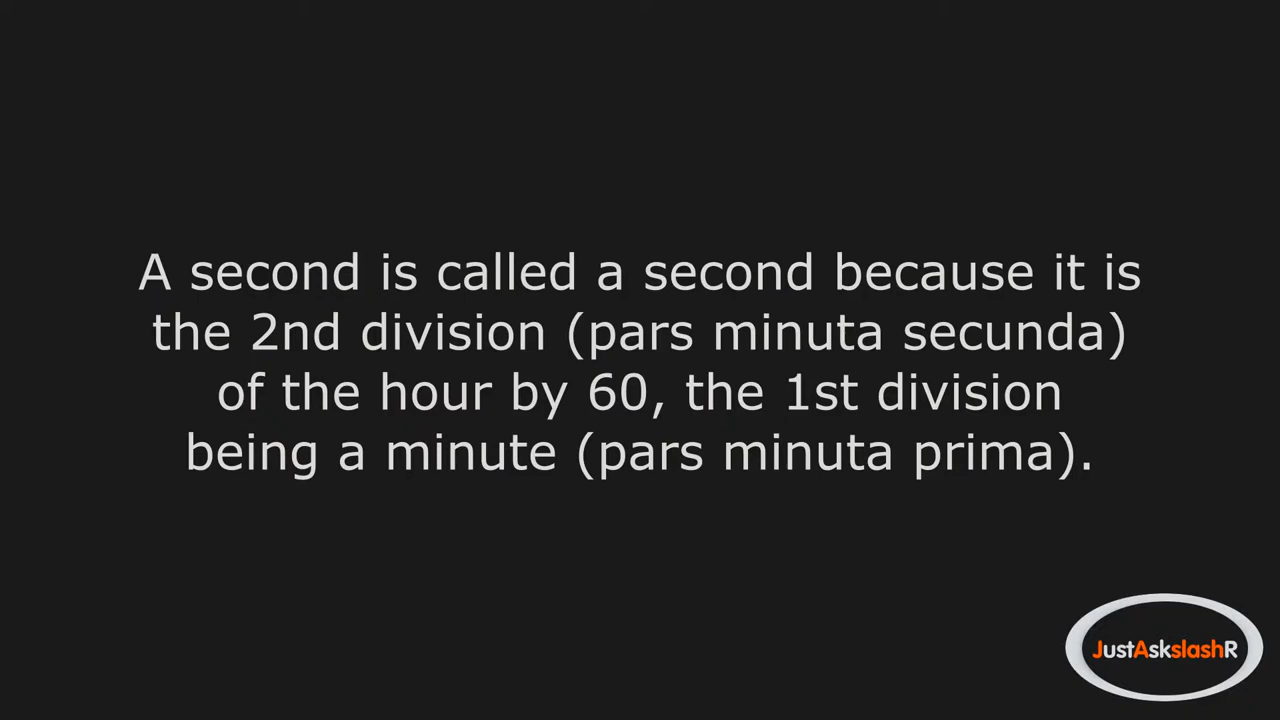 A second is called a second because it is
the 2nd division (pars minuta secunda)
of the hour by 60, the 1st division
being a minute (pars minuta prima).
JustAskslashR